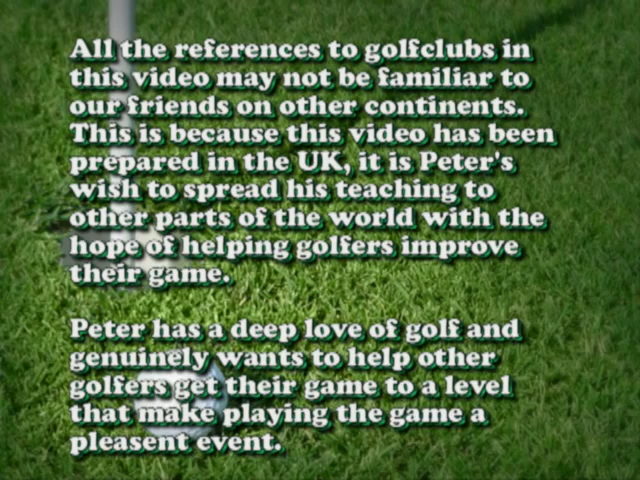 All the references to golfclubs in
this video may not be familiar to
our friends on other continents.
This is because this video has been
prepared in the UK, it is Peter's
wish to spread his teaching to
other parts of the world with the
hope of helping golfers improve
their game.
Peter has a deep love of golf and
genuinely wants to help other
golfers get their game to a level
that make playing the game a
pleasent event.